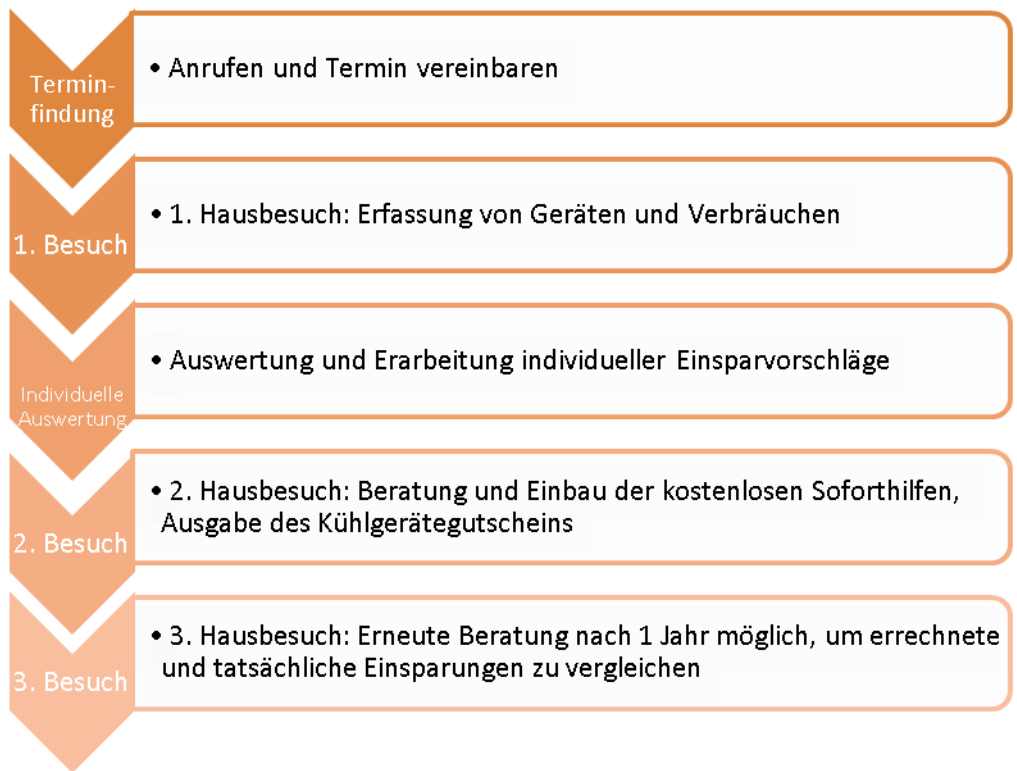 Termin-
findung
• Anrufen und Termin vereinbaren
1. Besuch
• 1. Hausbesuch: Erfassung von Geräten und Verbräuchen
Individuelle
Auswertung
• Auswertung und Erarbeitung individueller Einsparvorschläge
2. Besuch
• 2. Hausbesuch: Beratung und Einbau der kostenlosen Soforthilfen,
Ausgabe des Kühlgerätegutscheins
3. Besuch
• 3. Hausbesuch: Erneute Beratung nach 1 Jahr möglich, um errechnete
und tatsächliche Einsparungen zu vergleichen